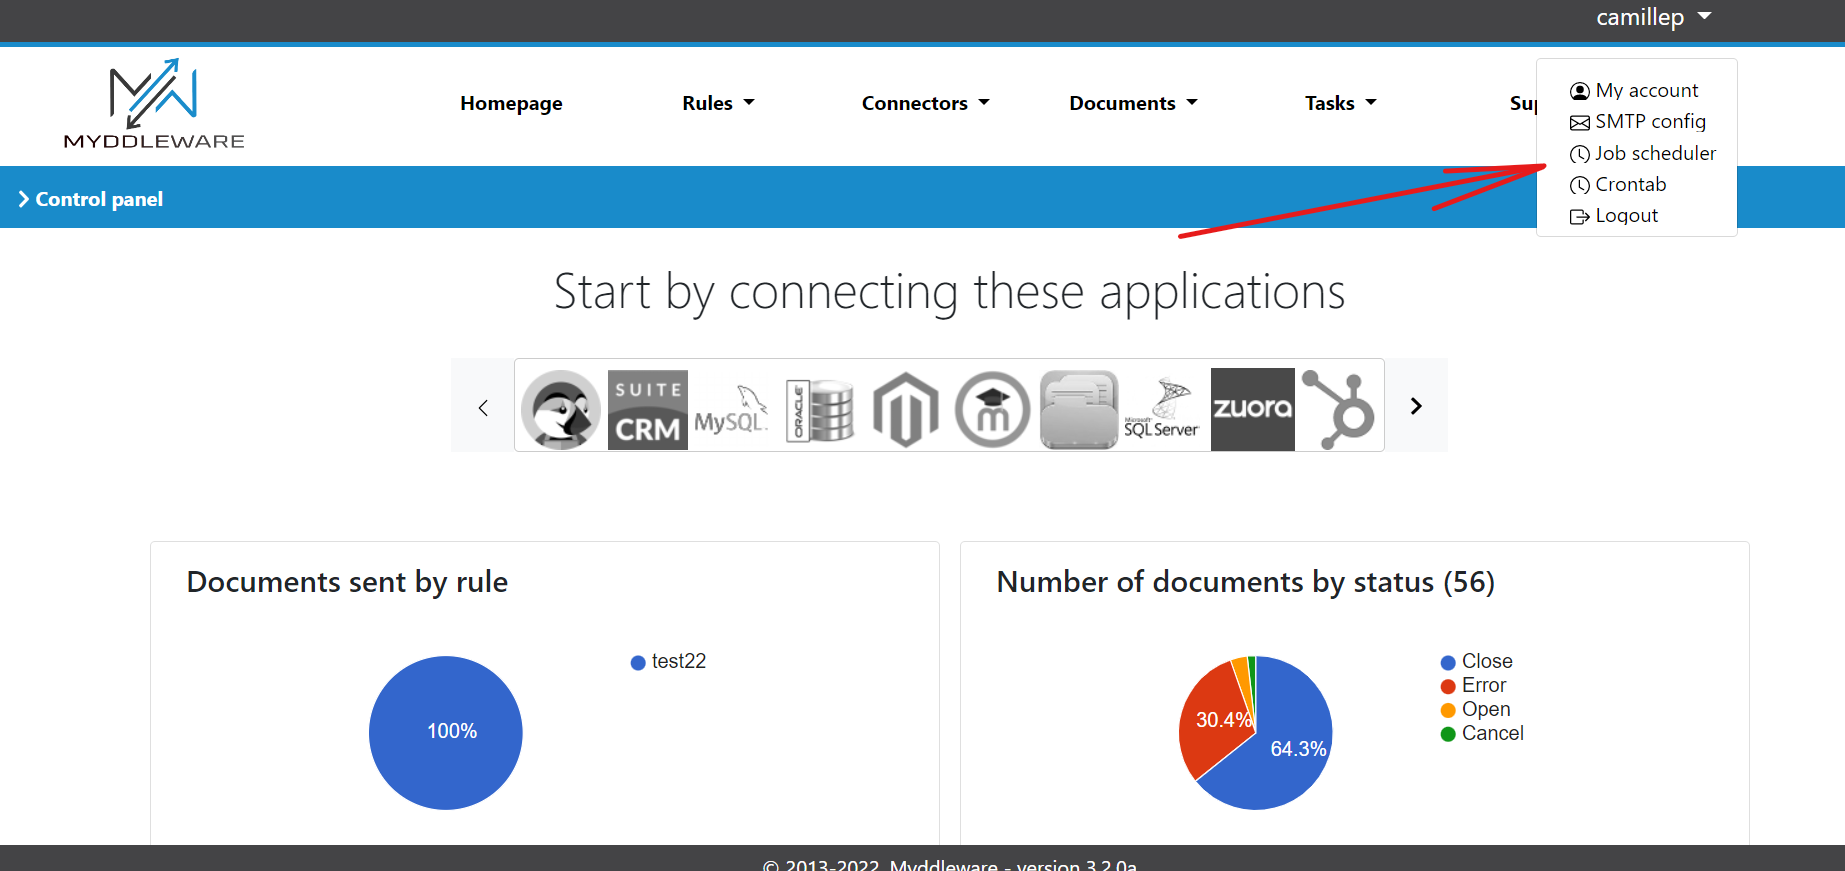 camillep
MYDDLEWARE
Homepage
Rules
Connectors
Documents
Tasks
Sup
My account
SMTP config
Job scheduler
Crontab
Logout
Control panel
Start by connecting these applications
SUITE
CRM
MySQL
ORACLE
m
Microsoft
SQL Server
zuora
Documents sent by rule
100%
test22
Number of documents by status (56)
30.4%
64.3%
Close
Error
Open
Cancel
© 2013-2022 Myddleware - version 3.2.0a